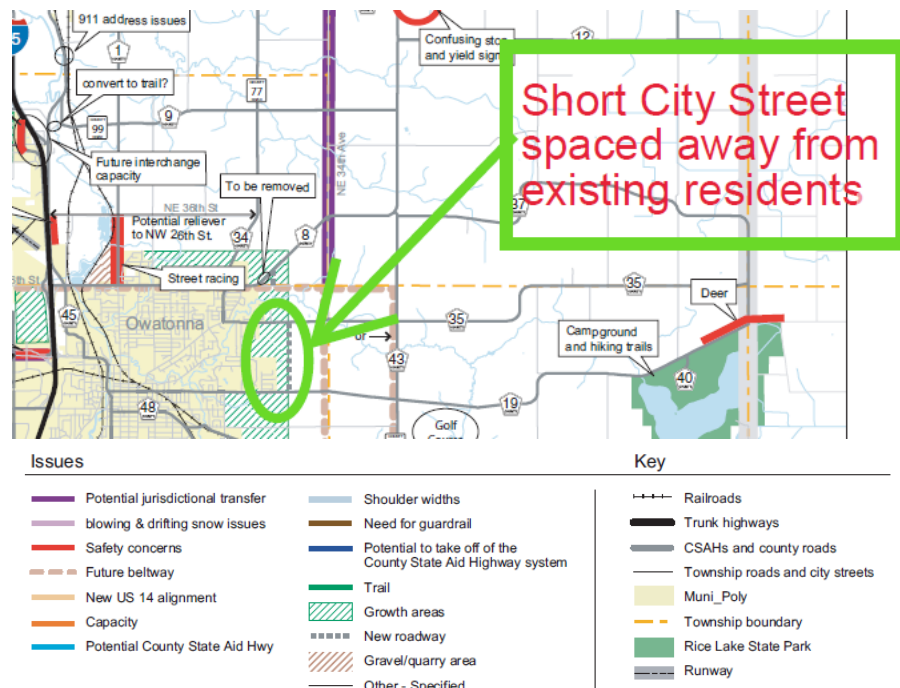 911 address issues
5
1
Confusing stop
and yield sign
12
convert to trail?
77
9
99
Short City Street
spaced away from
existing residents
NE 34th Ave
Future interchange
capacity
To be removed
NE 36th St
Potential reliever
to NW 26th St.
34
8
37
Street racing
35
Deer
45
Owatonna
35
or
Campground
and hiking trails
43
40
48
19
Golf
Issues
Key
Potential jurisdictional transfer
blowing & drifting snow issues
Safety concerns
Future beltway
New US 14 alignment
Capacity
Potential County State Aid Hwy
Shoulder widths
Need for guardrail
Potential to take off of the
County State Aid Highway system
Trail
Growth areas
New roadway
Gravel/quarry area
Other - Specified
Railroads
Trunk highways
CSAHs and county roads
Township roads and city streets
Muni_Poly
Township boundary
Rice Lake State Park
Runway